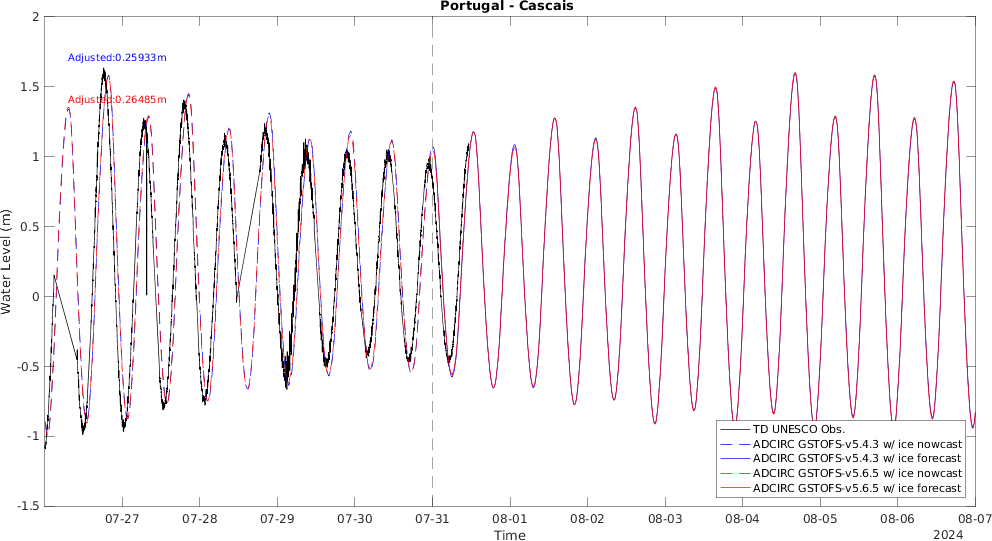 Portugal - Cascais
2
Adjusted:0.25933m
1.5
Adjusted:0.26485m
1
0.5
Water Level (m)
0
-0.5
-1
-1.5
TD UNESCO Obs.
ADCIRC GSTOFS-v5.4.3 w/ ice nowcast
ADCIRC GSTOFS-v5.4.3 w/ ice forecast
ADCIRC GSTOFS-v5.6.5 w/ ice nowcast
ADCIRC GSTOFS-v5.6.5 w/ ice forecast
07-27 07-28 07-29 07-30 07-31 08-01 08-02 08-03 08-04 08-05 08-06 08-07
Time
2024